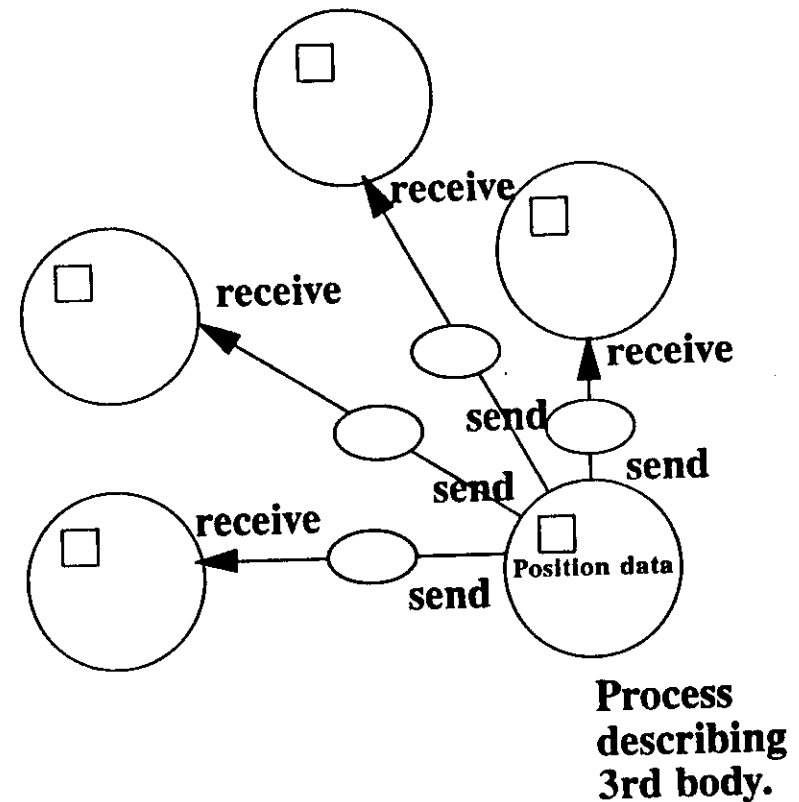 receive
receive
receive
send
send
send
receive
send
Position data
Process
describing
3rd body.